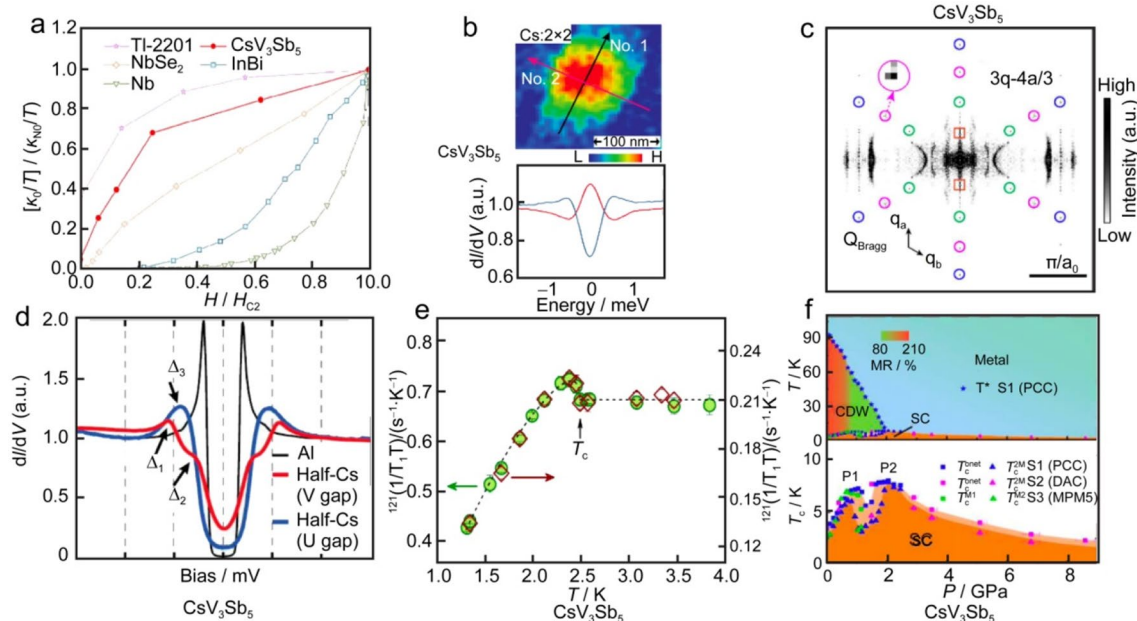 a
1.2
1.0
0.8
0.6
0.4
0.2
0.0
[κ0/T] / (κN0/T)
TI-2201
CsV3Sb5
NbSe2
InBi
Nb
0.0
0.2
0.4
0.6
0.8
10.0
H / HC2
b
Cs:2×2
No. 1
No. 2
100 nm
CsV3Sb5
L
H
dI/dV (a.u.)
1.0
0.8
0.6
−1
0
1
Energy / meV
CsV3Sb5
c
3q-4a/3
QBragg
qa
qb
π/a0
High
Intensity (a.u.)
Low
d
2.0
1.5
1
0.5
0
dI/dV (a.u.)
Δ3
Δ1
Δ2
Al
Half-Cs
(V gap)
Half-Cs
(U gap)
Bias / mV
CsV3Sb5
e
0.8
0.7
0.6
0.5
0.4
121(1/T1T)/(s−1·K−1)
0.24
0.21
0.18
0.15
0.12
121(1/T1T)/(s−1·K−1)
Tc
1.0
1.5
2.0
2.5
3.0
3.5
4.0
T / K
CsV3Sb5
f
90
60
30
0
T / K
80
210
MR / %
Metal
T* S1 (PCC)
CDW
SC
10
5
0
Tc / K
P1
P2
Tcbnet
Tc2M S1 (PCC)
Tcbnet
Tc2M S2 (DAC)
TcM1
TcM2 S3 (MPM5)
SC
0
2
4
6
8
P / GPa
CsV3Sb5